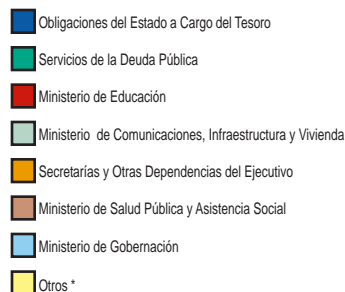 Obligaciones del Estado a Cargo del Tesoro
Servicios de la Deuda Pública
Ministerio de Educación
Ministerio de Comunicaciones, Infraestructura y Vivienda
Secretarías y Otras Dependencias del Ejecutivo
Ministerio de Salud Pública y Asistencia Social
Ministerio de Gobernación
Otros *